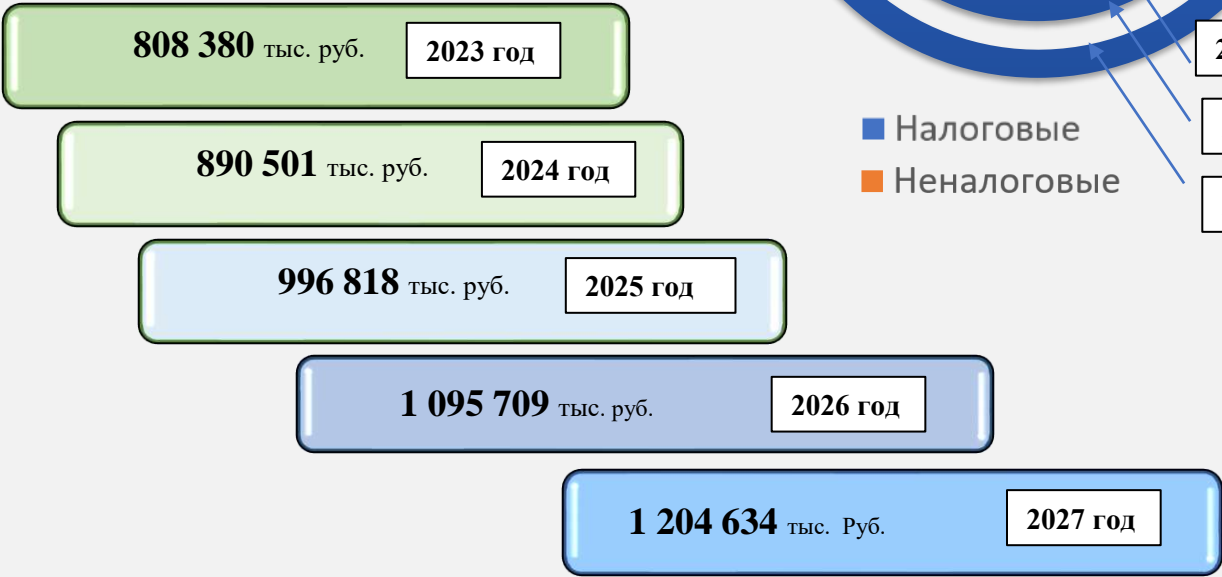 808 380 тыс. руб.
2023 год
890 501 тыс. руб.
2024 год
996 818 тыс. руб.
2025 год
1 095 709 тыс. руб.
2026 год
1 204 634 тыс. Руб.
2027 год
Налоговые
Неналоговые